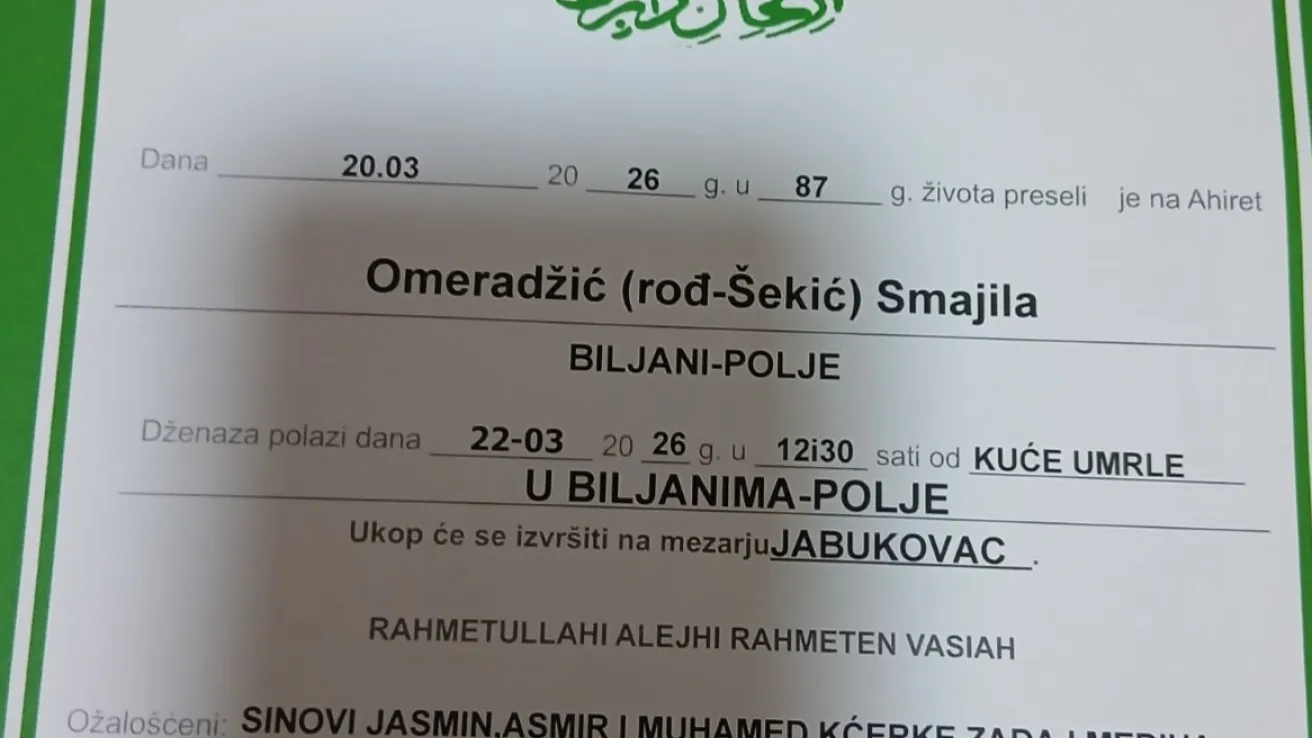 Dana 20.03 20 26 g. u 87 g. života preseli je na Ahiret
Omeradžić (rođ-Šekić) Smajila
BILJANI-POLJE
Dženaza polazi dana 22-03 20 26 g. u 12i30 sati od KUĆE UMRLE
U BILJANIMA-POLJE
Ukop će se izvršiti na mezarju JABUKOVAC .
RAHMETULLAHI ALEJHI RAHMETEN VASIAH
Ožalošćeni: SINOVI JASMIN,ASMIR I MUHAMED KĆERKE ZADA I